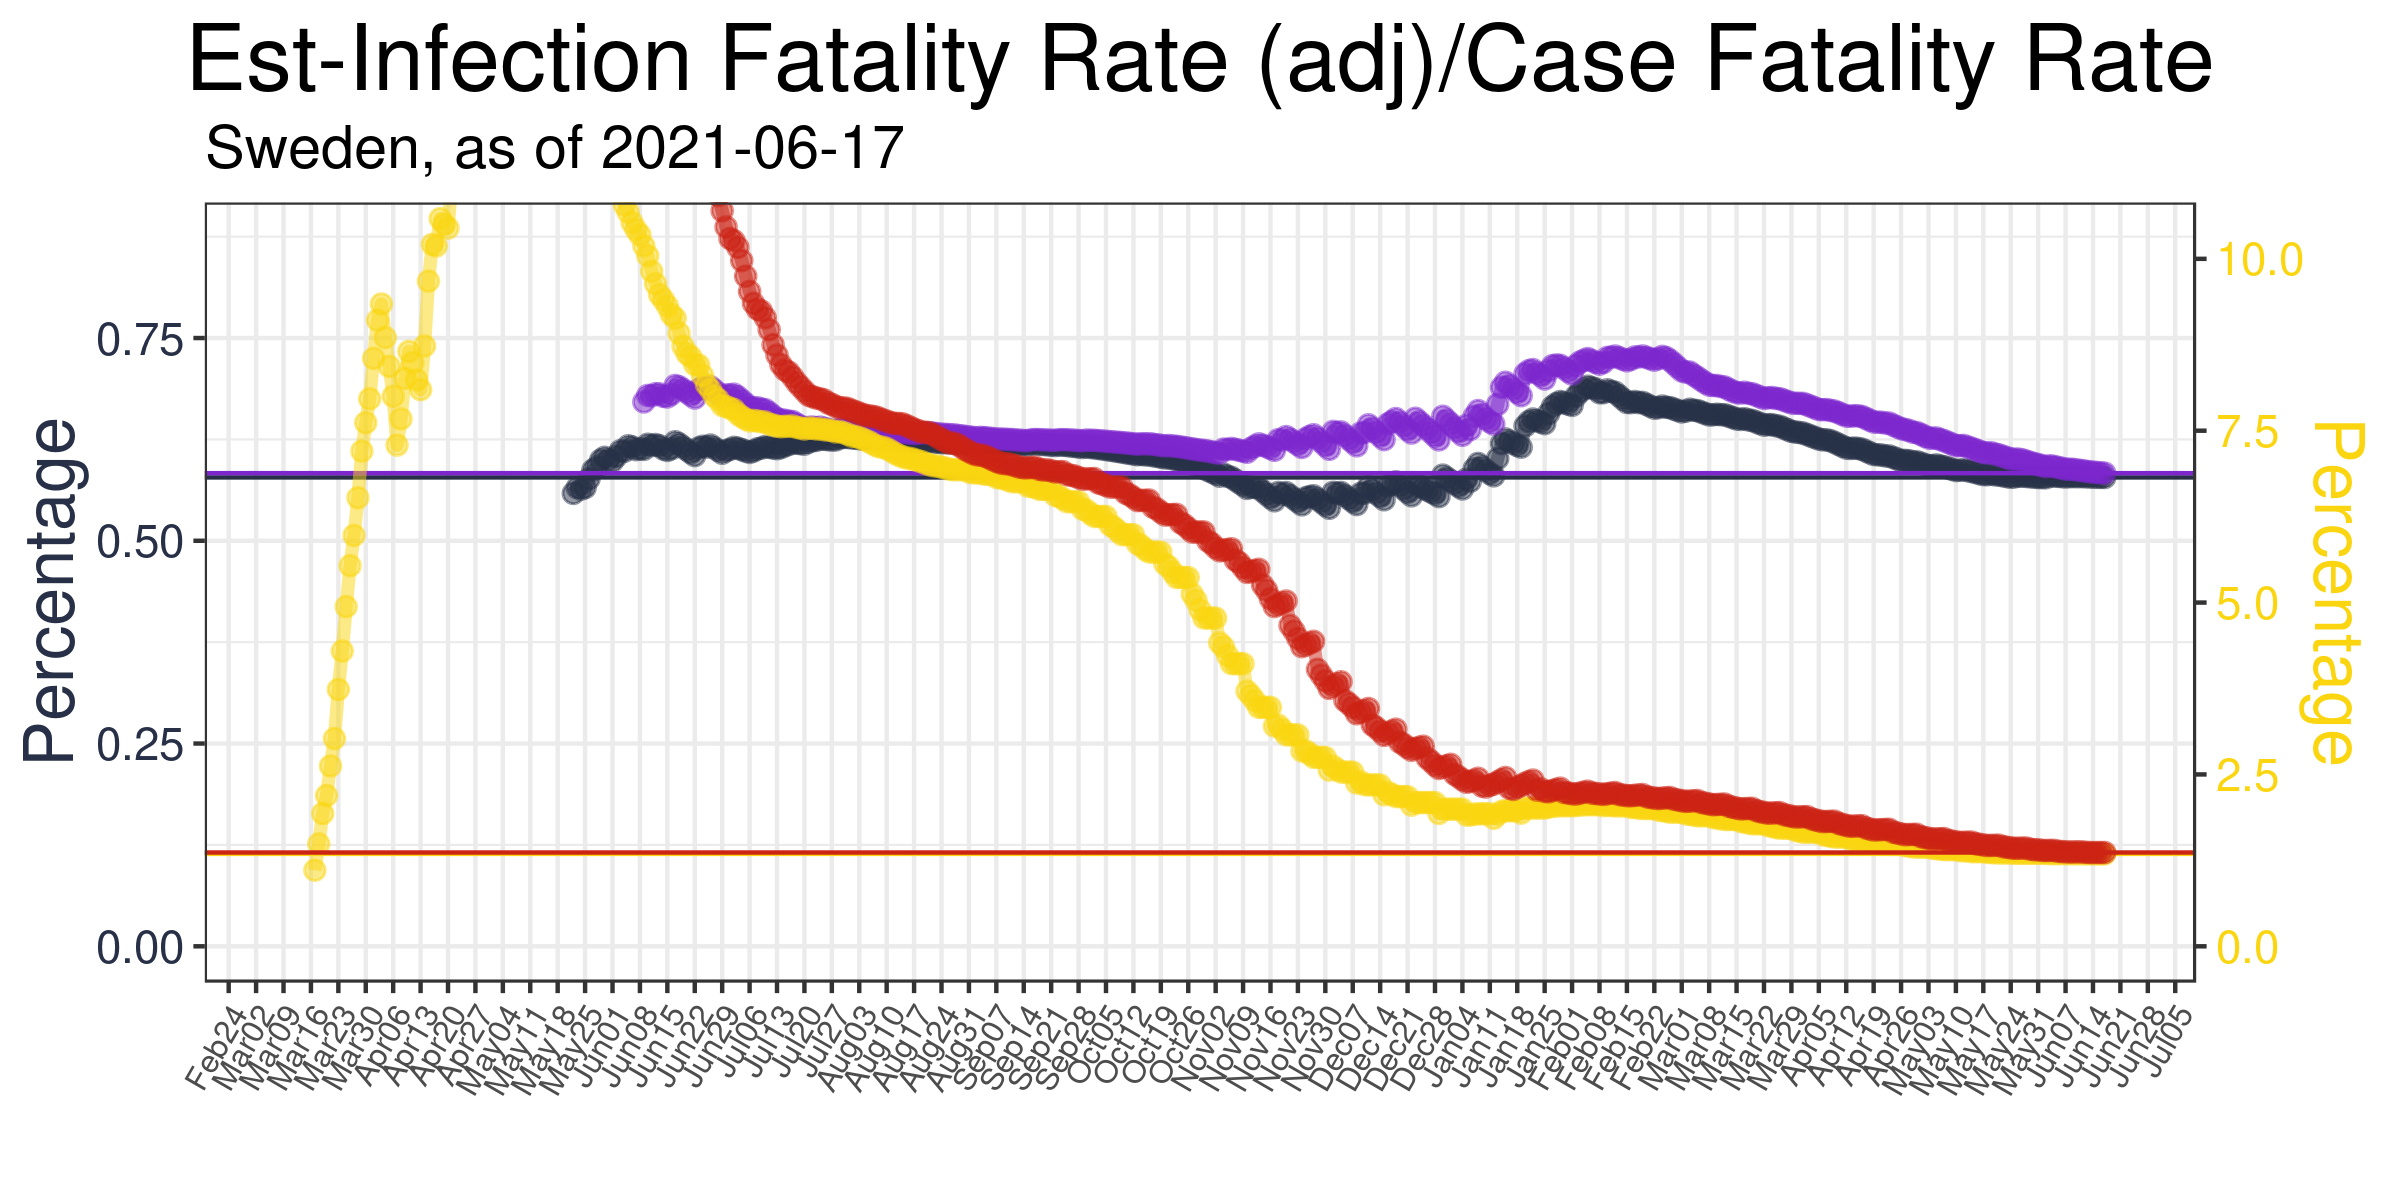 Est-Infection Fatality Rate (adj)/Case Fatality Rate
Sweden, as of 2021-06-17
Percentage
0.75
0.50
0.25
0.00
10.0
7.5
5.0
2.5
0.0
Percentage
Feb24
Mar02
Mar09
Mar16
Mar23
Mar30
Apr06
Apr13
Apr20
Apr27
May04
May11
May18
May25
Jun01
Jun08
Jun15
Jun22
Jun29
Jul06
Jul13
Jul20
Jul27
Aug03
Aug10
Aug17
Aug24
Aug31
Sep07
Sep14
Sep21
Sep28
Oct05
Oct12
Oct19
Oct26
Nov02
Nov09
Nov16
Nov23
Nov30
Dec07
Dec14
Dec21
Dec28
Jan04
Jan11
Jan18
Jan25
Feb01
Feb08
Feb15
Feb22
Mar01
Mar08
Mar15
Mar22
Mar29
Apr05
Apr12
Apr19
Apr26
May03
May10
May17
May24
May31
Jun07
Jun14
Jun21
Jun28
Jul05